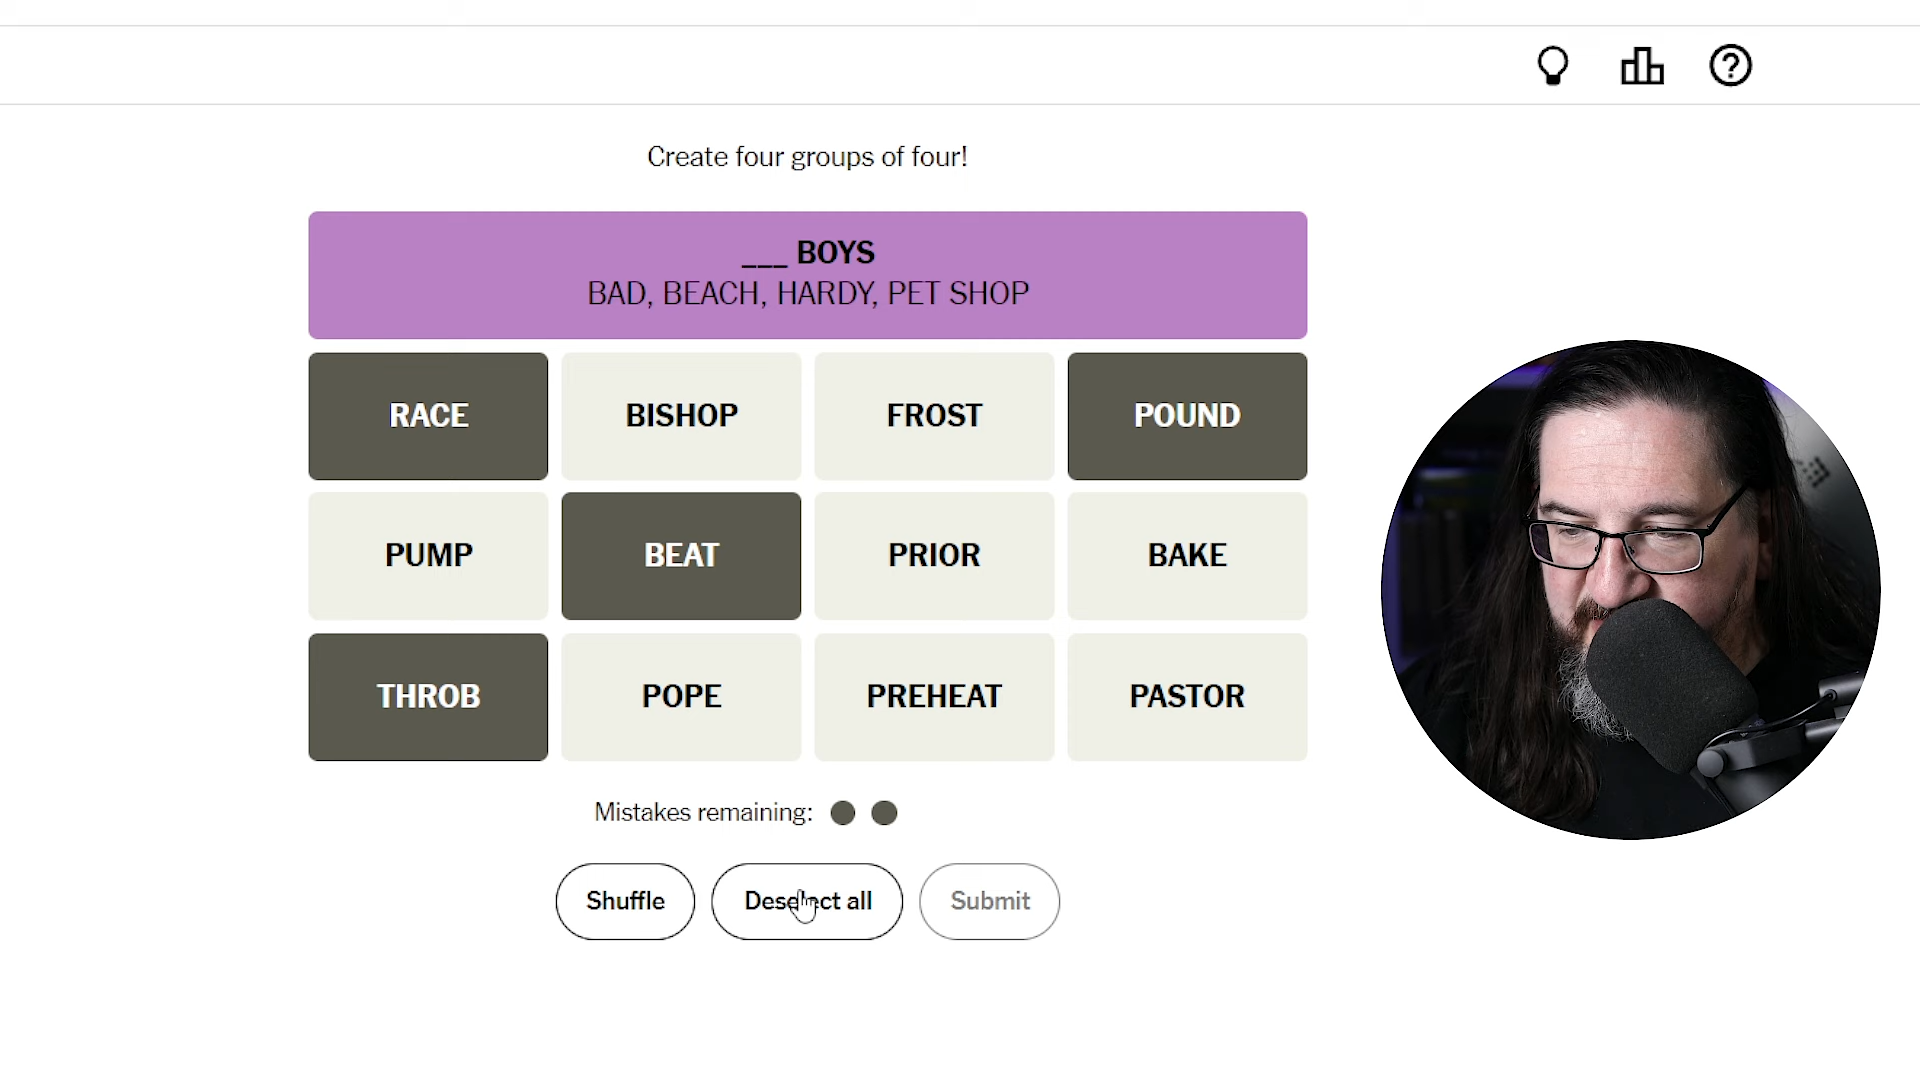 Create four groups of four!
___ BOYS
BAD, BEACH, HARDY, PET SHOP
RACE BISHOP FROST POUND
PUMP BEAT PRIOR BAKE
THROB POPE PREHEAT PASTOR
Mistakes remaining:
Shuffle Deselect all Submit